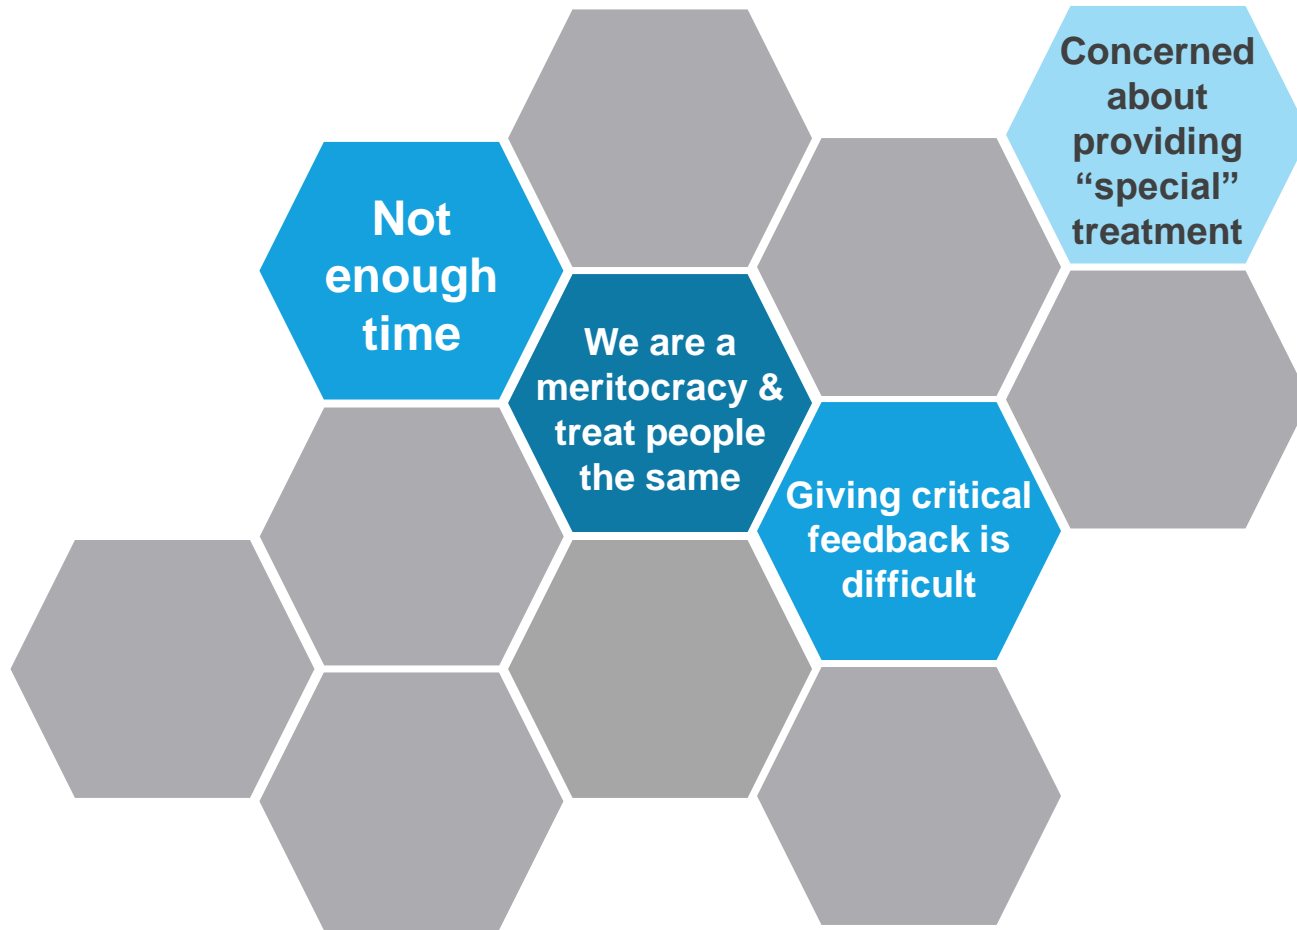 Not
enough
time
We are a
meritocracy &
treat people
the same
Giving critical
feedback is
difficult
Concerned
about
providing
“special”
treatment